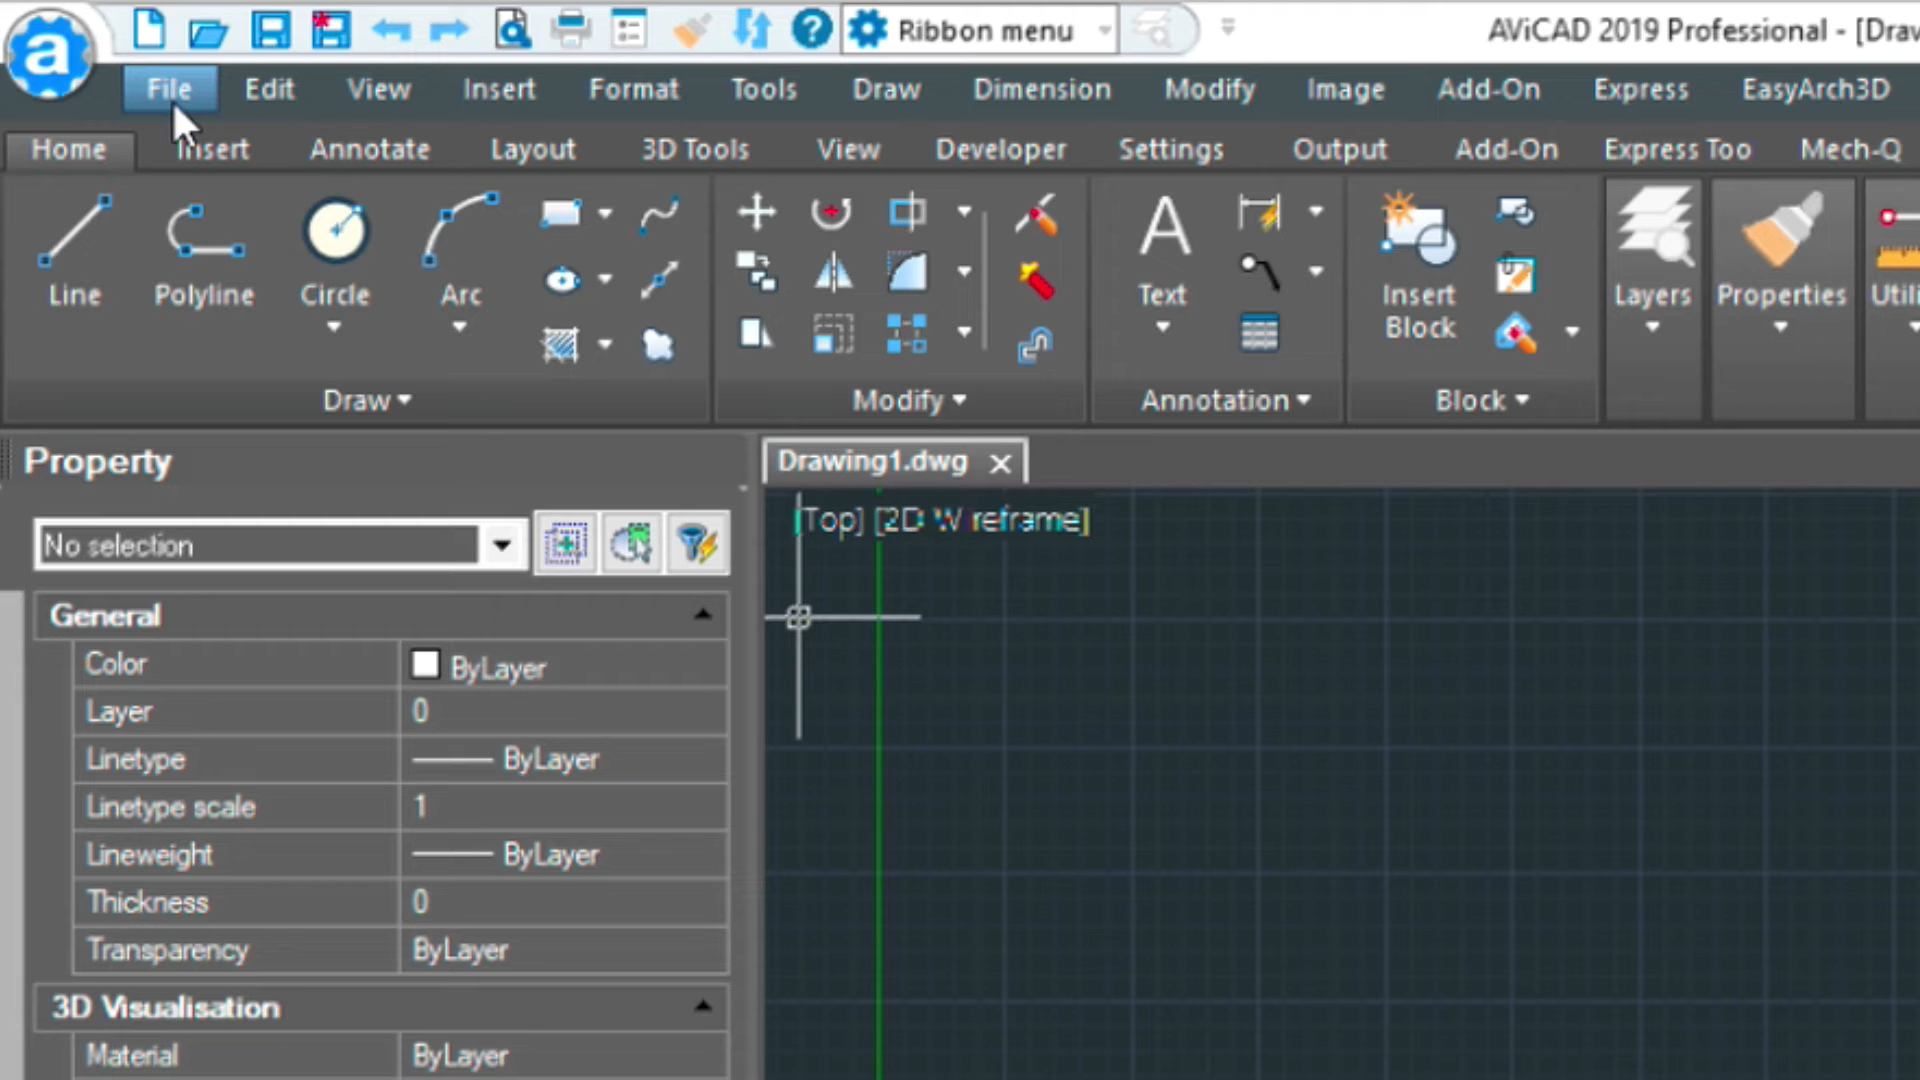 Ribbon menu
AViCAD 2019 Professional - [Draw
File Edit View Insert Format Tools Draw Dimension Modify Image Add-On Express EasyArch3D
Home Insert Annotate Layout 3D Tools View Developer Settings Output Add-On Express Too Mech-Q
Line Polyline Circle Arc Text Insert Block Layers Properties Utili
Draw Modify Annotation Block
Property
Drawing1.dwg
[Top] [2D W reframe]
No selection
General
Color ByLayer
Layer 0
Linetype ByLayer
Linetype scale 1
Lineweight ByLayer
Thickness 0
Transparency ByLayer
3D Visualisation
Material ByLayer